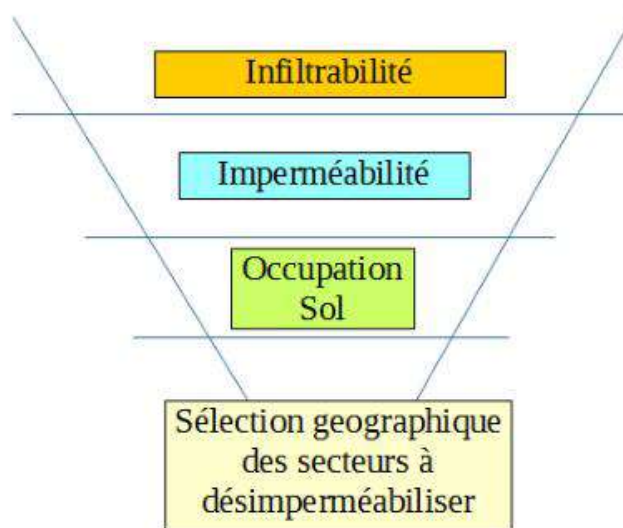 Infiltrabilité
Imperméabilité
Occupation
Sol
Sélection geographique
des secteurs à
désimperméabiliser